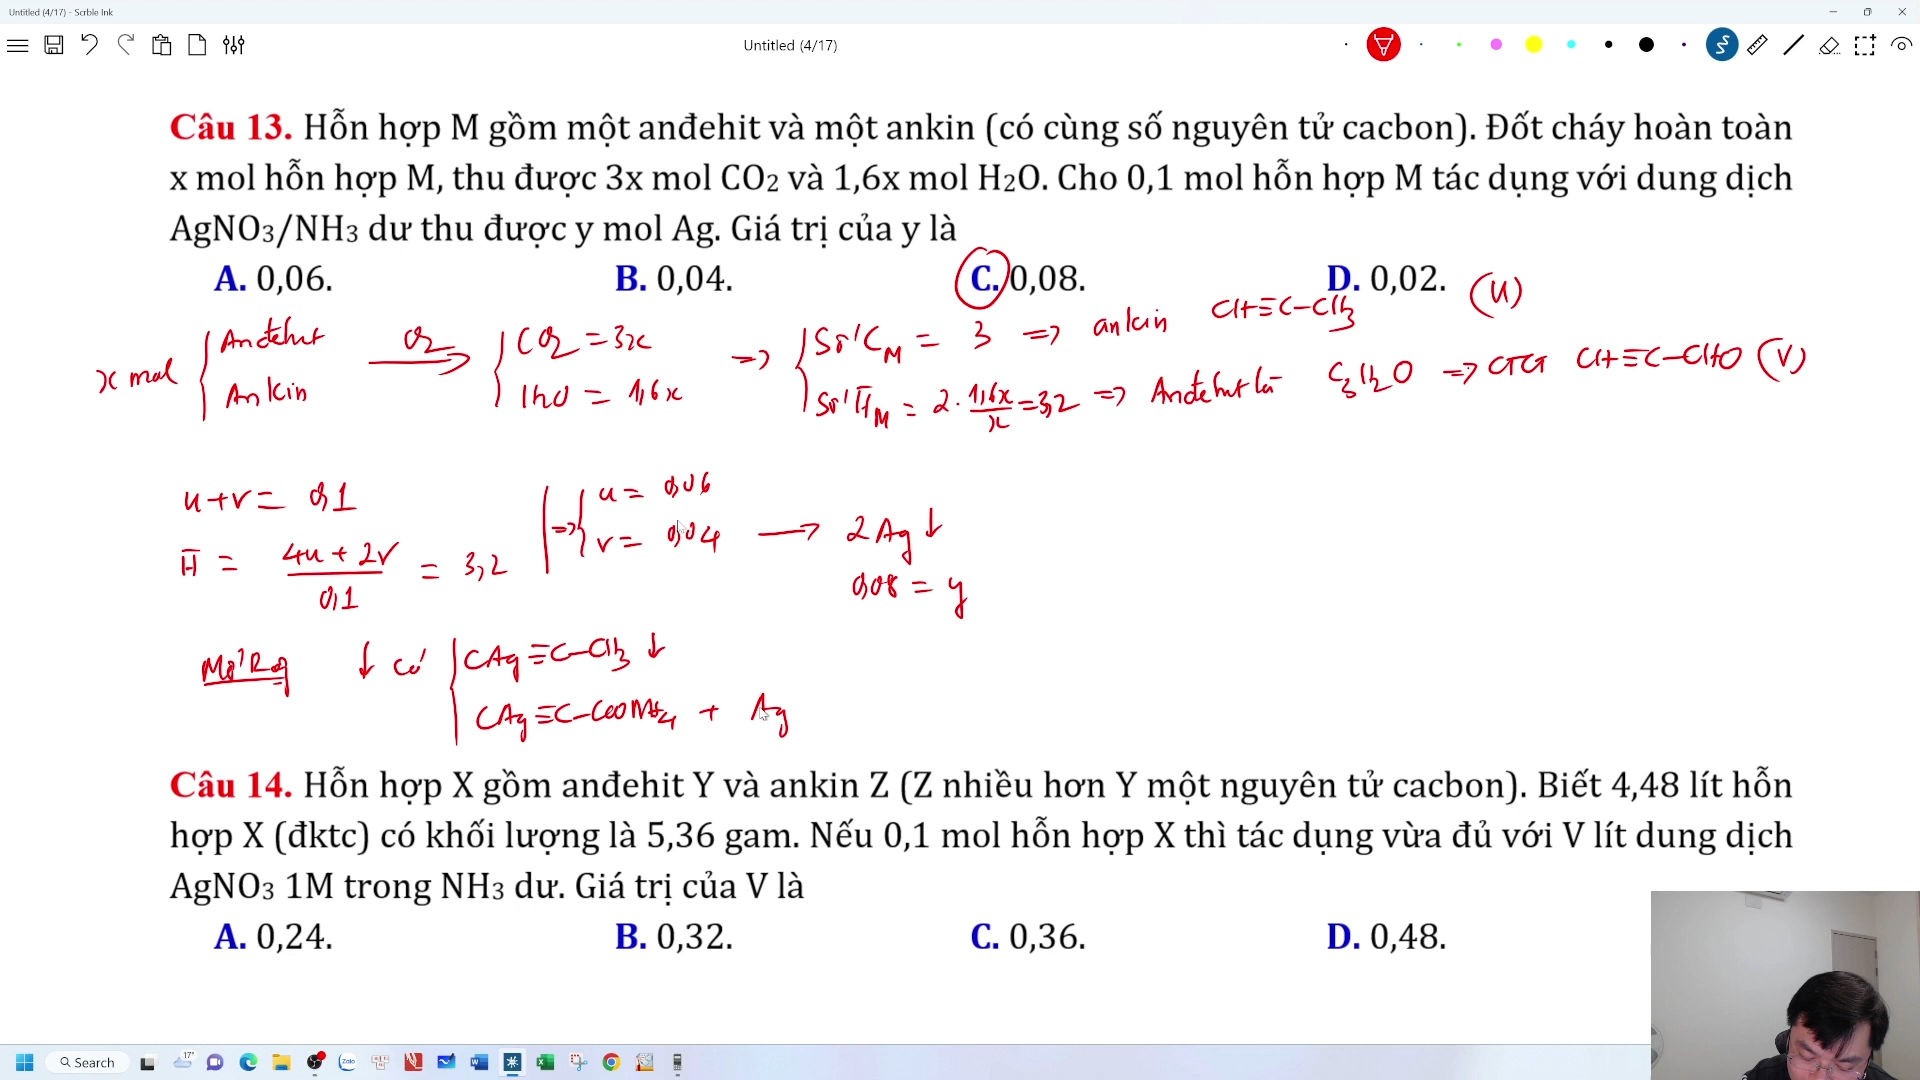 Untitled (4/17) - Scrble Ink
Untitled (4/17)
Câu 13. Hỗn hợp M gồm một anđehit và một ankin (có cùng số nguyên tử cacbon). Đốt cháy hoàn toàn
x mol hỗn hợp M, thu được 3x mol CO2 và 1,6x mol H2O. Cho 0,1 mol hỗn hợp M tác dụng với dung dịch
AgNO3/NH3 dư thu được y mol Ag. Giá trị của y là
A. 0,06. B. 0,04. C. 0,08. D. 0,02.
x mol Anđehit Ankin O2 CO2 = 3x H2O = 1,6x => Số C M = 3 => ankin CH≡C-CH3 (u)
Số H̅ M = 2 . 1,6x/x = 3,2 => Anđehit là C3H2O => CTCT CH≡C-CHO (v)
u + v = 0,1
H̅ = 4u + 2v / 0,1 = 3,2 => u = 0,06 v = 0,04 → 2Ag ↓
0,08 = y
Mở Rộng ↓ có CAg≡C-CH3 ↓
CAg≡C-COONH4 + Ag
Câu 14. Hỗn hợp X gồm anđehit Y và ankin Z (Z nhiều hơn Y một nguyên tử cacbon). Biết 4,48 lít hỗn
hợp X (đktc) có khối lượng là 5,36 gam. Nếu 0,1 mol hỗn hợp X thì tác dụng vừa đủ với V lít dung dịch
AgNO3 1M trong NH3 dư. Giá trị của V là
A. 0,24. B. 0,32. C. 0,36. D. 0,48.
Search
17°
Zalo